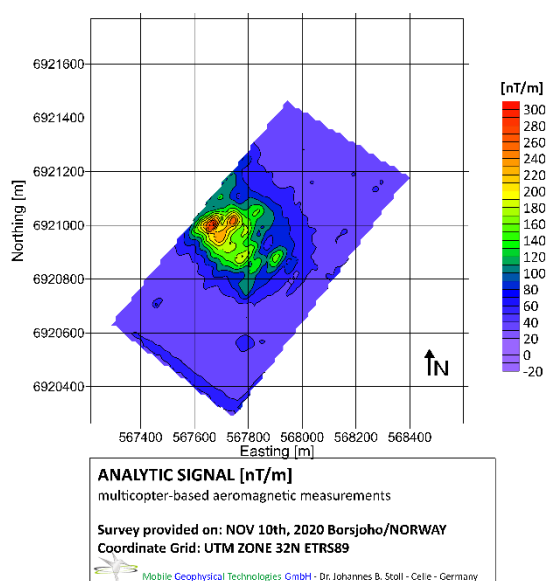 [nT/m]
6921600
6921400
6921200
6921000
6920800
6920600
6920400
Northing [m]
300
280
260
240
220
200
180
160
140
120
100
80
60
40
20
0
-20
N
567400 567600 567800 568000 568200 568400
Easting [m]
ANALYTIC SIGNAL [nT/m]
multicopter-based aeromagnetic measurements
Survey provided on: NOV 10th, 2020 Borsjoho/NORWAY
Coordinate Grid: UTM ZONE 32N ETRS89
Mobile Geophysical Technologies GmbH - Dr. Johannes B. Stoll - Celle - Germany